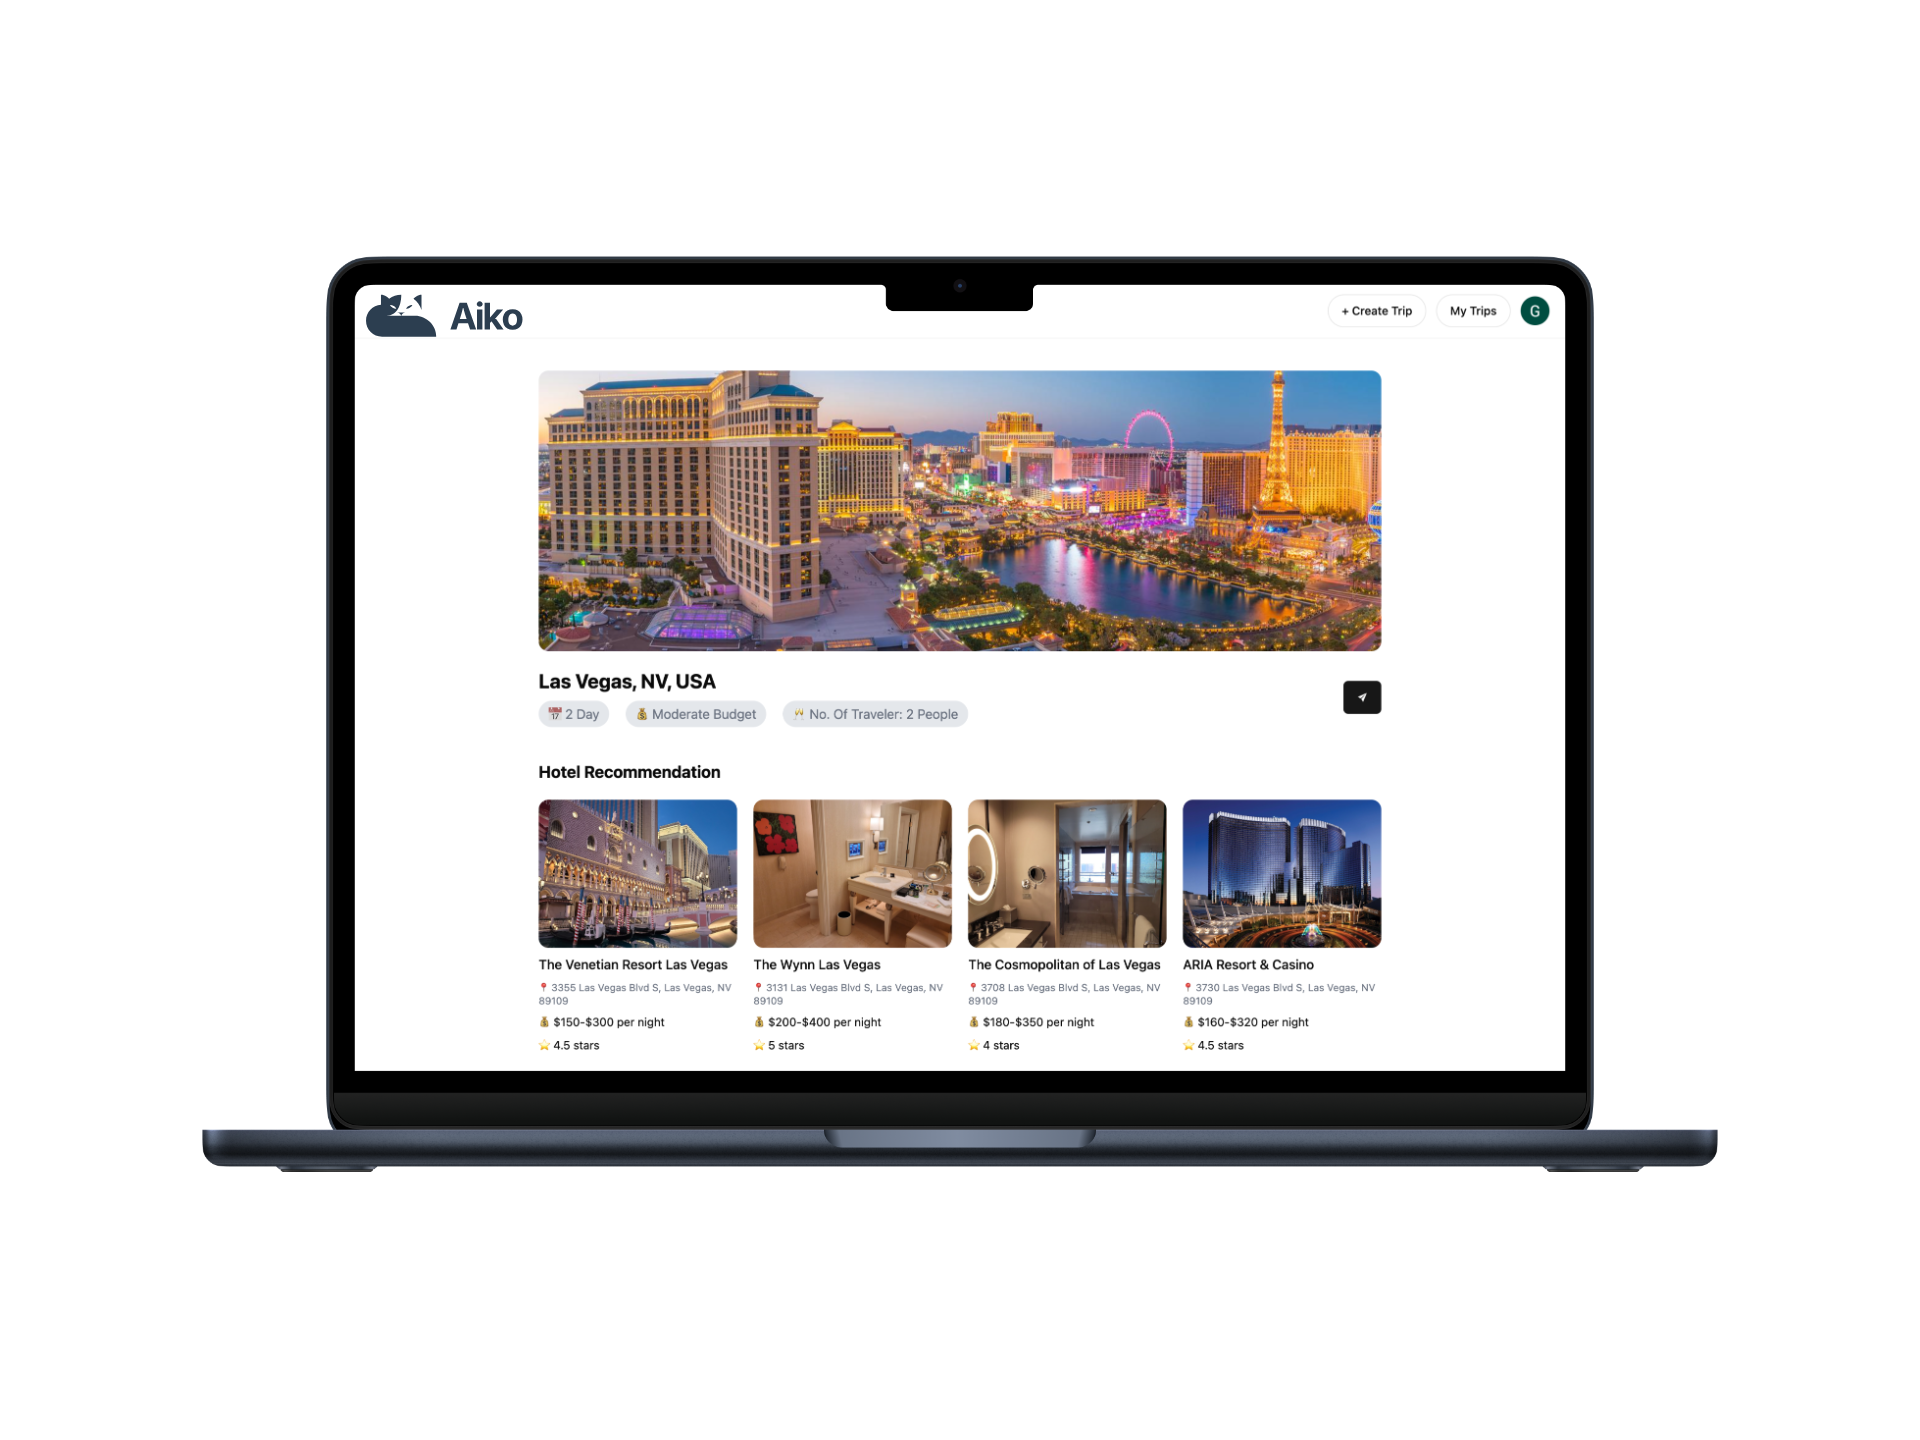 Aiko
+ Create Trip
My Trips
G
Las Vegas, NV, USA
📅 2 Day
💰 Moderate Budget
🥂 No. Of Traveler: 2 People
Hotel Recommendation
The Venetian Resort Las Vegas
📍 3355 Las Vegas Blvd S, Las Vegas, NV
89109
💰 $150-$300 per night
⭐ 4.5 stars
The Wynn Las Vegas
📍 3131 Las Vegas Blvd S, Las Vegas, NV
89109
💰 $200-$400 per night
⭐ 5 stars
The Cosmopolitan of Las Vegas
📍 3708 Las Vegas Blvd S, Las Vegas, NV
89109
💰 $180-$350 per night
⭐ 4 stars
ARIA Resort & Casino
📍 3730 Las Vegas Blvd S, Las Vegas, NV
89109
💰 $160-$320 per night
⭐ 4.5 stars